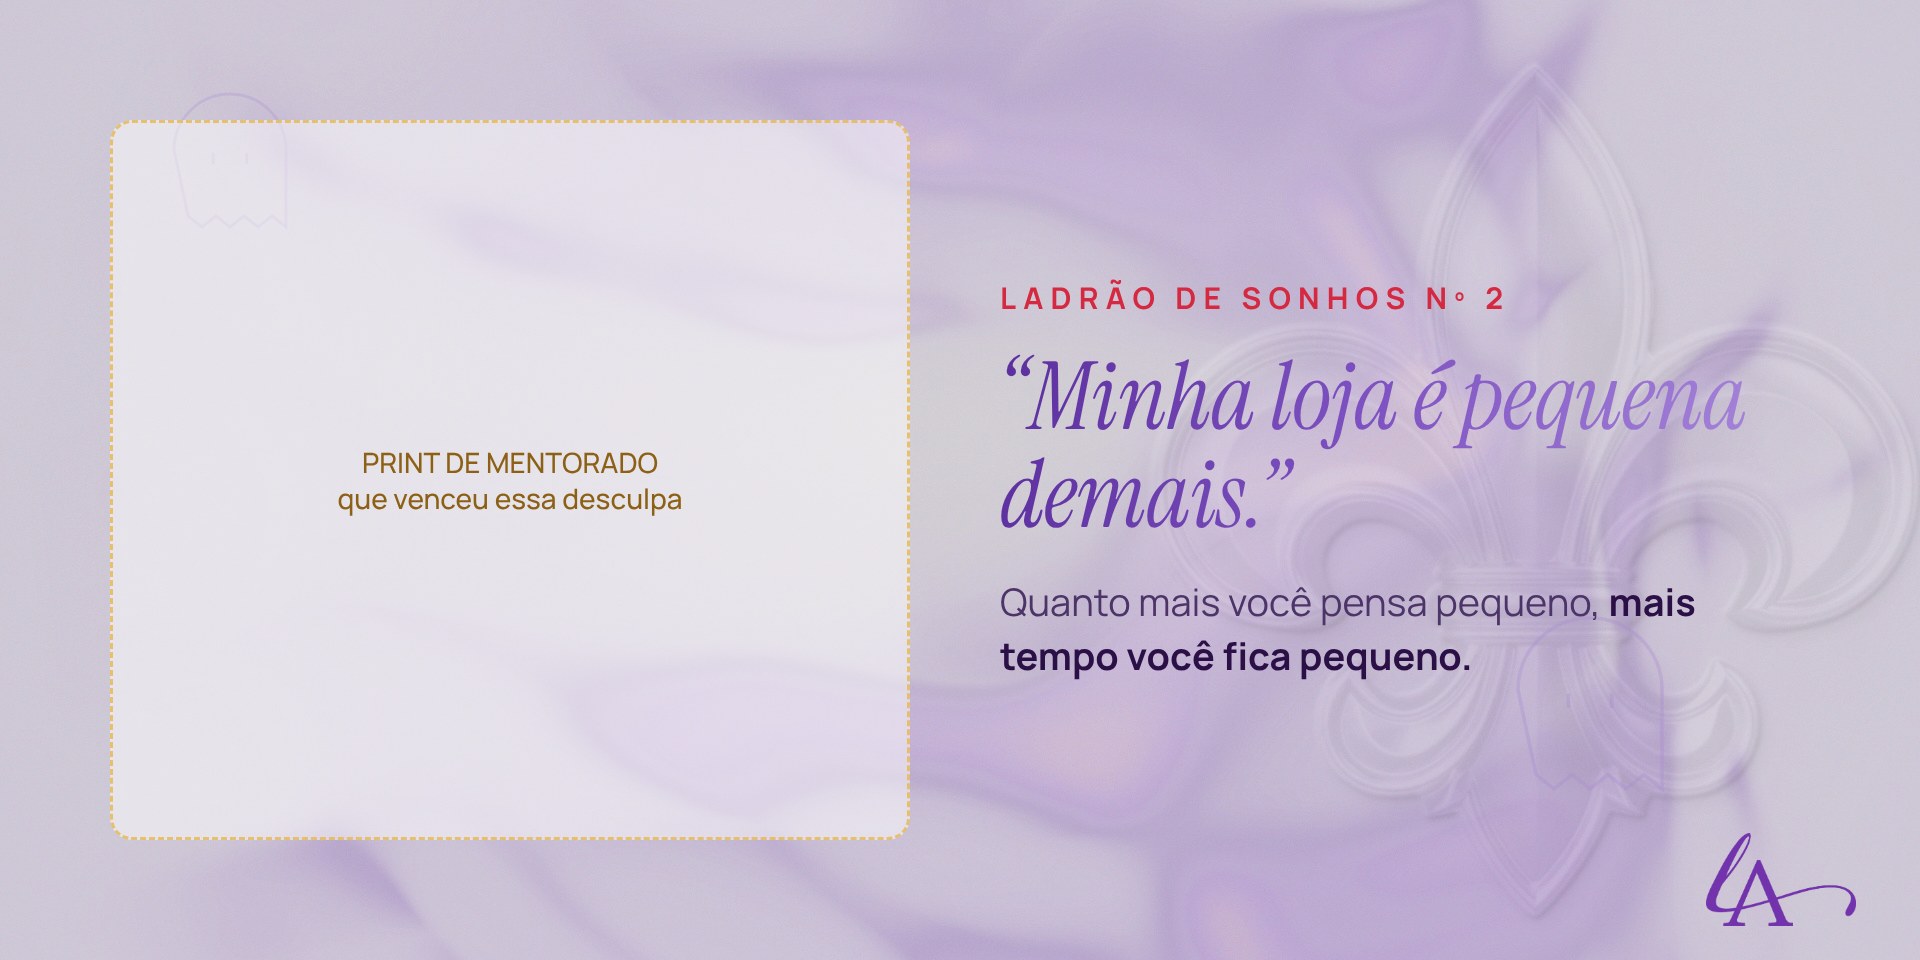 PRINT DE MENTORADO
que venceu essa desculpa
LADRÃO DE SONHOS Nº 2
“Minha loja é pequena
demais.”
Quanto mais você pensa pequeno, mais
tempo você fica pequeno.
lA